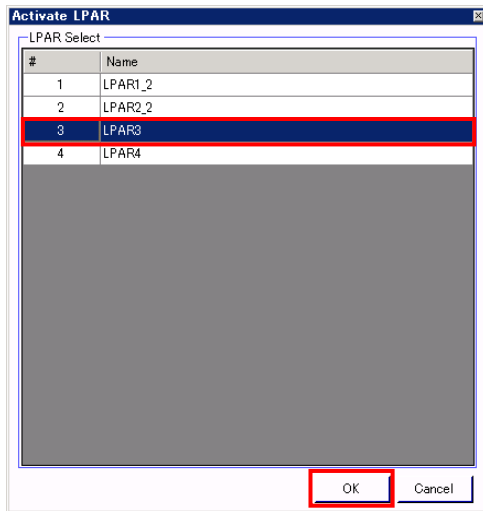 Activate LPAR
LPAR Select
# Name
1 LPAR1_2
2 LPAR2_2
3 LPAR3
4 LPAR4
OK Cancel